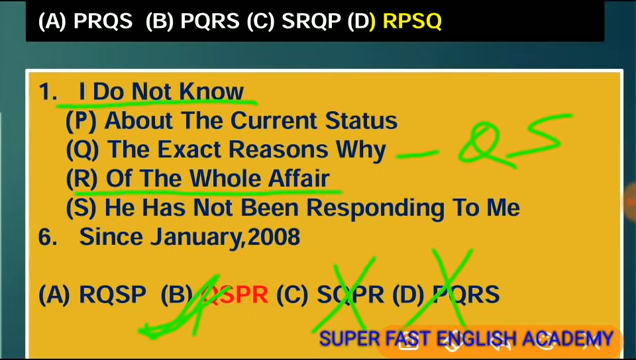 (A) PRQS (B) PQRS (C) SRQP (D) RPSQ
1. I Do Not Know
(P) About The Current Status
(Q) The Exact Reasons Why — QS
(R) Of The Whole Affair
(S) He Has Not Been Responding To Me
6. Since January,2008
(A) RQSP (B) QSPR (C) SQPR (D) PQRS
SUPER FAST ENGLISH ACADEMY